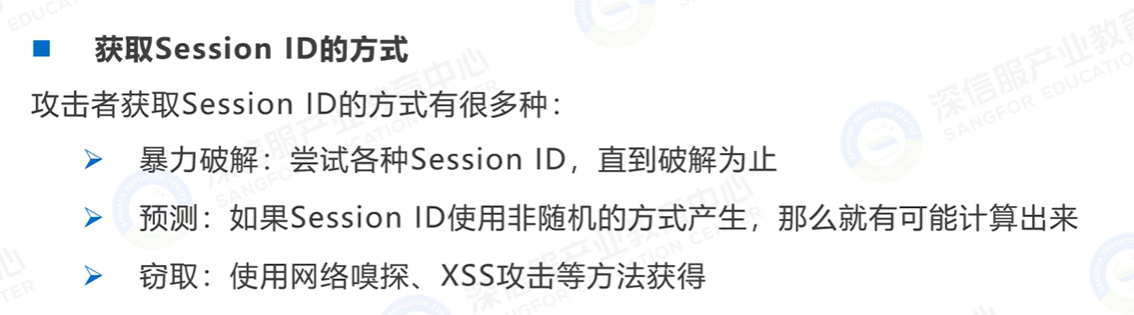 ■ 获取Session ID的方式
攻击者获取Session ID的方式有很多种：
➢ 暴力破解：尝试各种Session ID，直到破解为止
➢ 预测：如果Session ID使用非随机的方式产生，那么就有可能计算出来
➢ 窃取：使用网络嗅探、XSS攻击等方法获得
深信服产业教育中心
SANGFOR EDUCATION CENTER